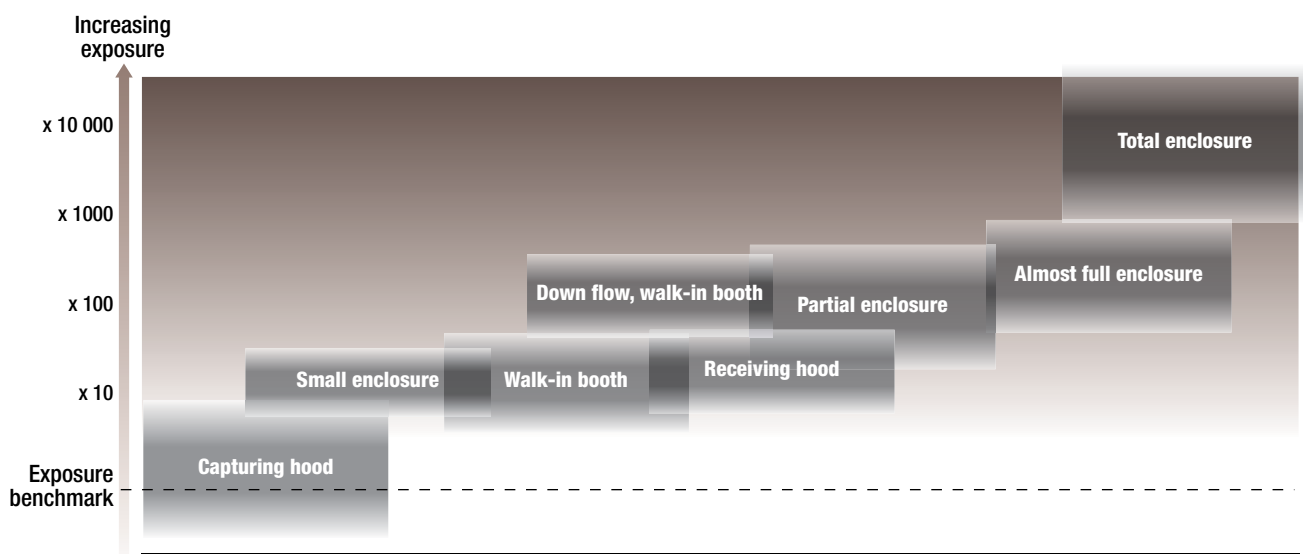 Increasing
exposure
x 10 000
Total enclosure
x 1000
Almost full enclosure
Down flow, walk-in booth
x 100
Partial enclosure
Receiving hood
Small enclosure
Walk-in booth
x 10
Capturing hood
Exposure
benchmark